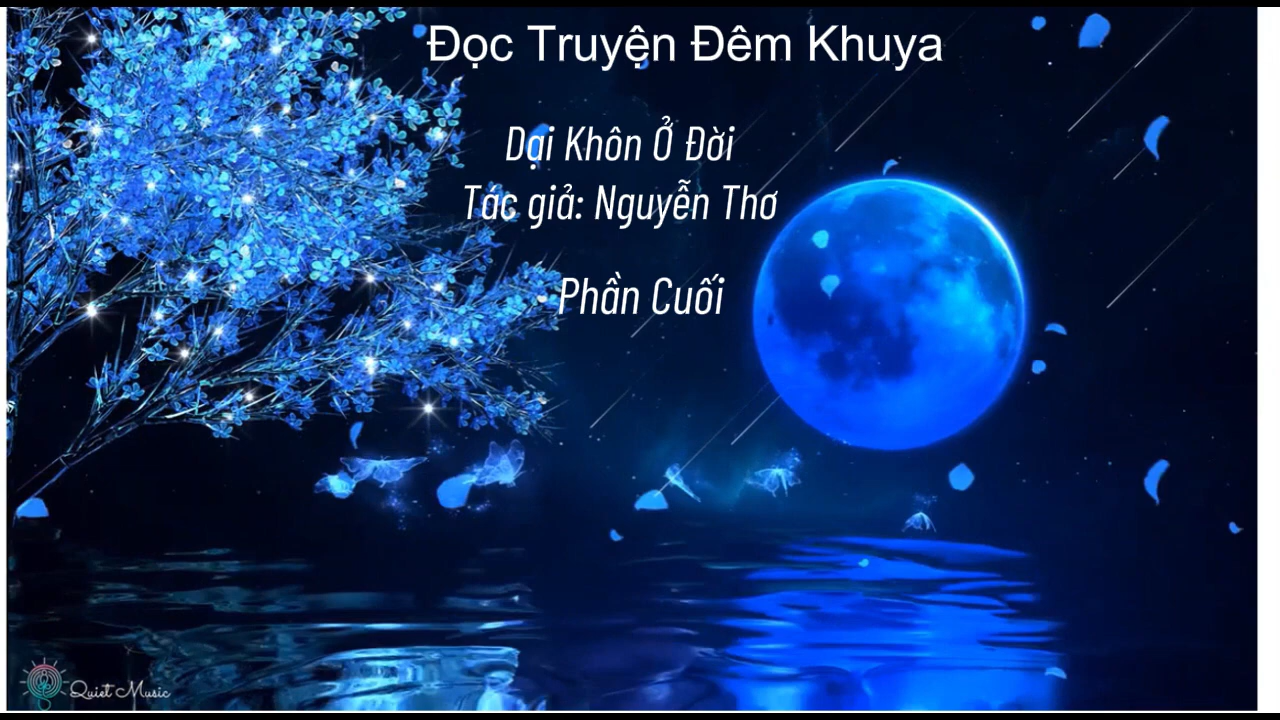 Đọc Truyện Đêm Khuya
Dại Khôn Ở Đời
Tác giả: Nguyễn Thơ
Phần Cuối
Quiet Music